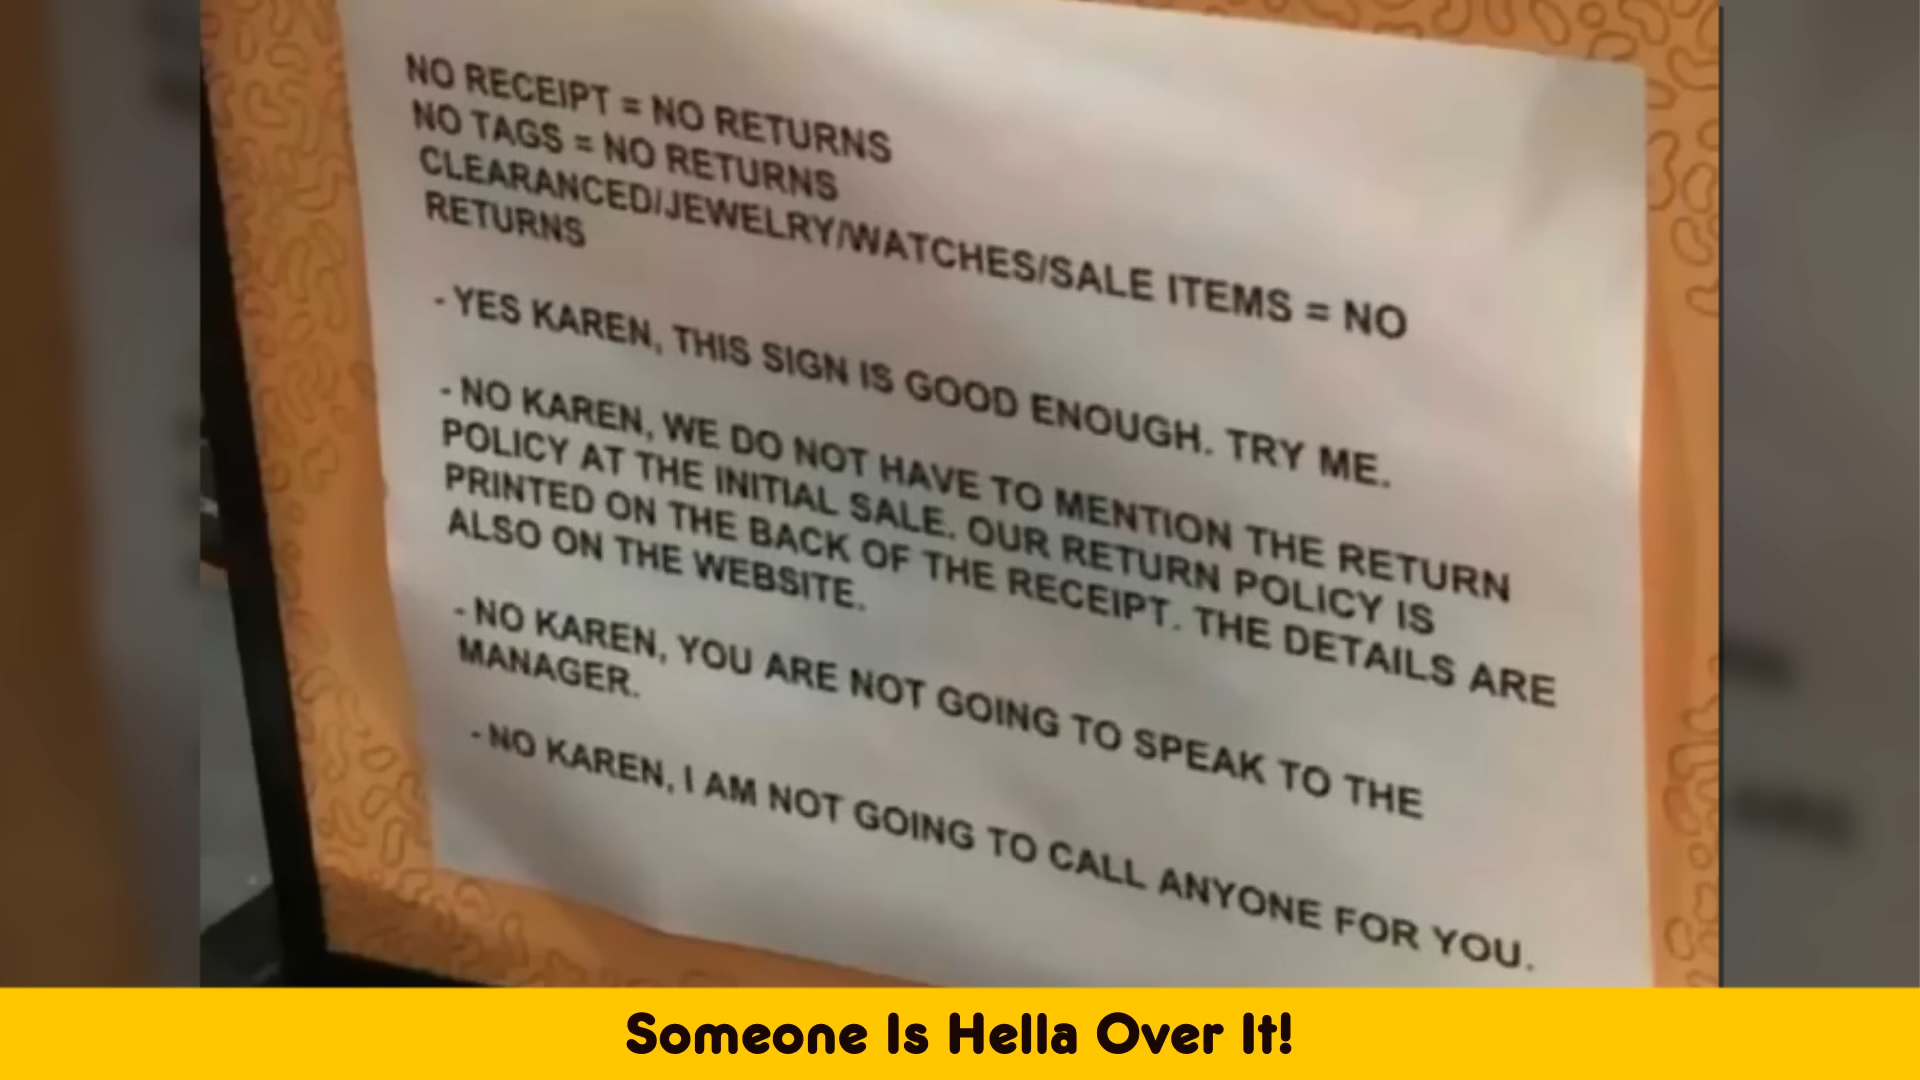 NO RECEIPT = NO RETURNS
NO TAGS = NO RETURNS
CLEARANCED/JEWELRY/WATCHES/SALE ITEMS = NO
RETURNS
- YES KAREN, THIS SIGN IS GOOD ENOUGH. TRY ME.
- NO KAREN, WE DO NOT HAVE TO MENTION THE RETURN
POLICY AT THE INITIAL SALE. OUR RETURN POLICY IS
PRINTED ON THE BACK OF THE RECEIPT. THE DETAILS ARE
ALSO ON THE WEBSITE.
- NO KAREN, YOU ARE NOT GOING TO SPEAK TO THE
MANAGER.
- NO KAREN, I AM NOT GOING TO CALL ANYONE FOR YOU.
Someone Is Hella Over It!